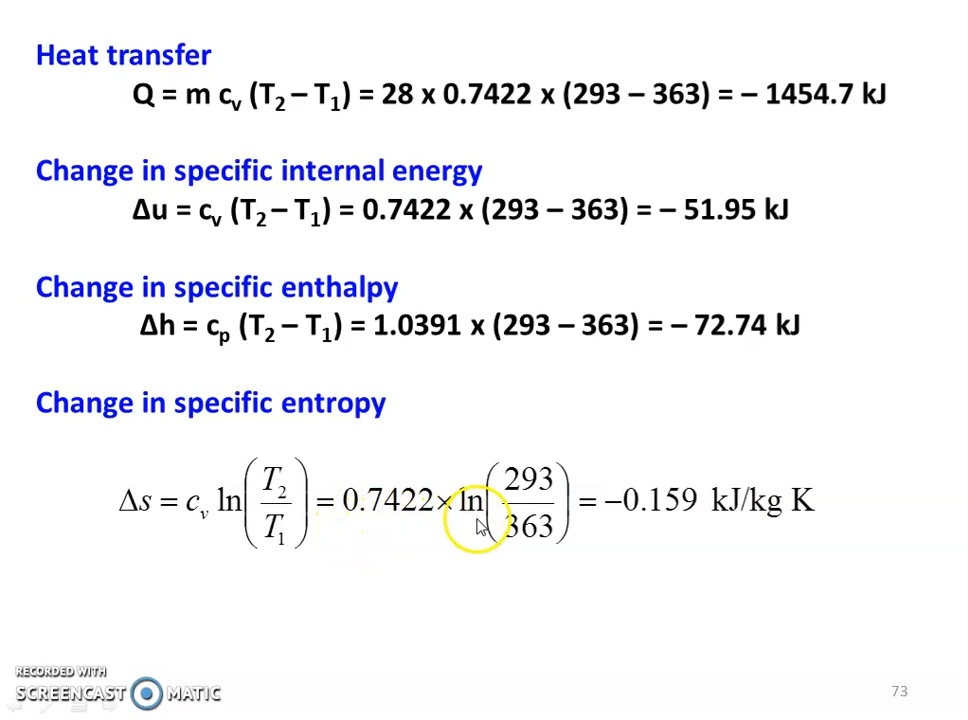 Heat transfer
Q = m cᵥ (T₂ – T₁) = 28 x 0.7422 x (293 – 363) = – 1454.7 kJ
Change in specific internal energy
Δu = cᵥ (T₂ – T₁) = 0.7422 x (293 – 363) = – 51.95 kJ
Change in specific enthalpy
Δh = cₚ (T₂ – T₁) = 1.0391 x (293 – 363) = – 72.74 kJ
Change in specific entropy
Δs = cᵥ ln(T₂/T₁) = 0.7422 × ln(293/363) = −0.159 kJ/kg K
RECORDED WITH
SCREENCAST MATIC
73